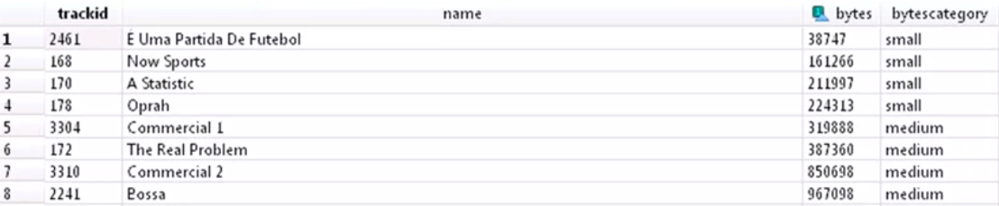 trackid name bytes bytescategory
1 2461 É Uma Partida De Futebol 38747 small
2 168 Now Sports 161266 small
3 170 A Statistic 211997 small
4 178 Oprah 224313 small
5 3304 Commercial 1 319888 medium
6 172 The Real Problem 387360 medium
7 3310 Commercial 2 850698 medium
8 2241 Bossa 967098 medium